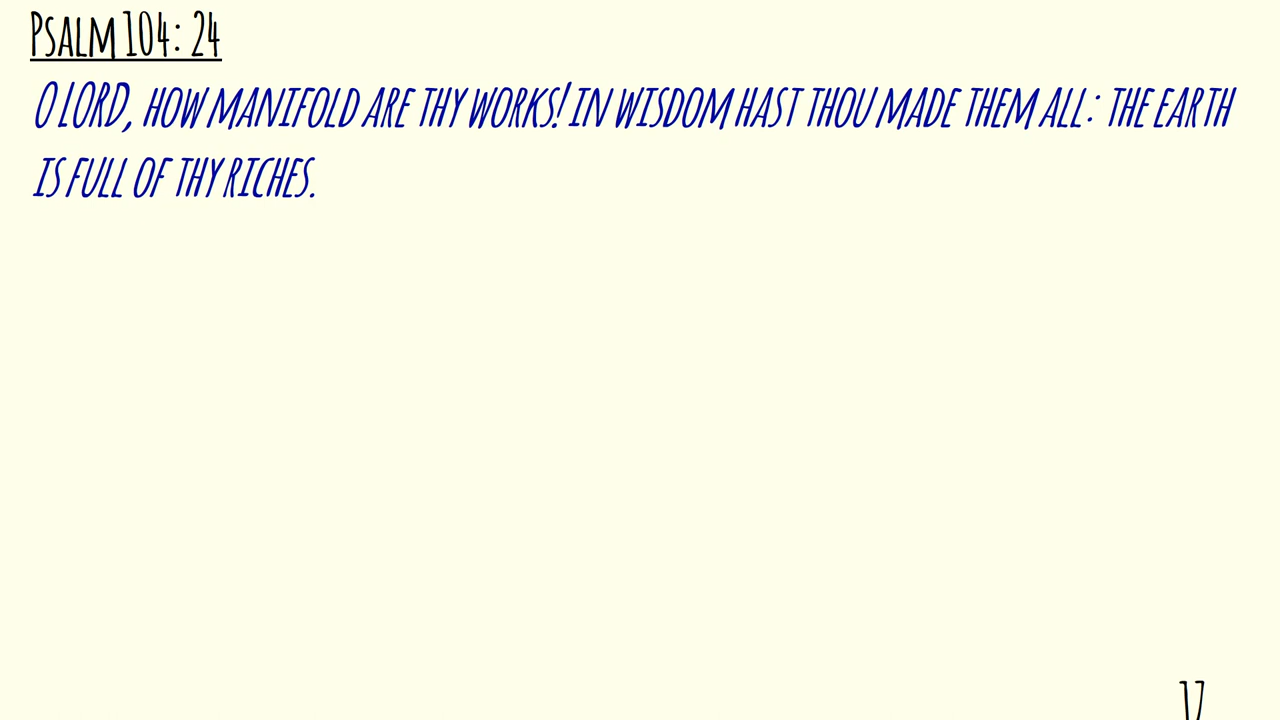 Psalm 104: 24
O LORD, how manifold are thy works! in wisdom hast thou made them all: the earth
is full of thy riches.
17